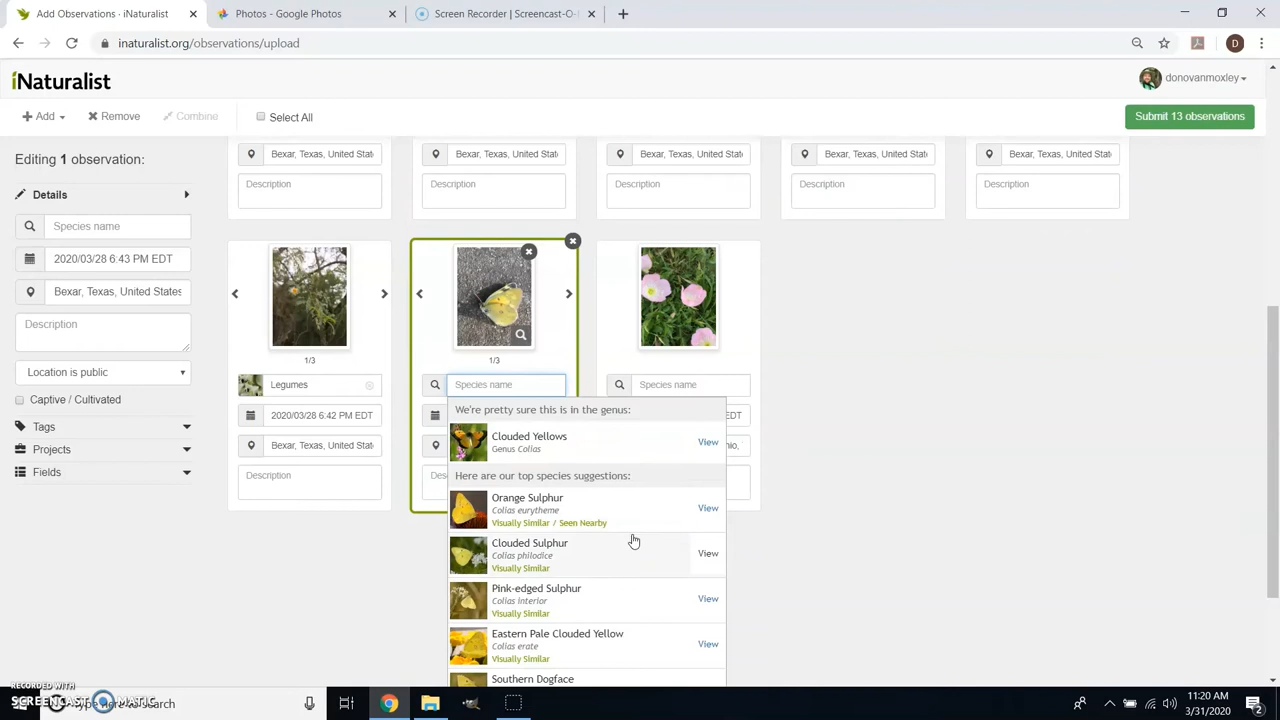 Add Observations · iNaturalist
Photos - Google Photos
Screen Recorder | Screencast-O-
inaturalist.org/observations/upload
D
iNaturalist
donovanmoxley
Add
Remove
Combine
Select All
Submit 13 observations
Editing 1 observation:
Details
Species name
2020/03/28 6:43 PM EDT
Bexar, Texas, United States
Description
Location is public
Captive / Cultivated
Tags
Projects
Fields
Bexar, Texas, United Stat
Bexar, Texas, United Stat
Bexar, Texas, United Stat
Bexar, Texas, United Stat
Bexar, Texas, United Stat
Description
Description
Description
Description
Description
1/3
1/3
Legumes
Species name
Species name
2020/03/28 6:42 PM EDT
EDT
Bexar, Texas, United Stat
io,
Description
Des
We're pretty sure this is in the genus:
Clouded Yellows
Genus Colias
View
Here are our top species suggestions:
Orange Sulphur
Colias eurytheme
Visually Similar / Seen Nearby
View
Clouded Sulphur
Colias philodice
Visually Similar
View
Pink-edged Sulphur
Colias interior
Visually Similar
View
Eastern Pale Clouded Yellow
Colias erate
Visually Similar
View
Southern Dogface
RECORDED WITH
SCREENCAST MATIC
here to search
11:20 AM
3/31/2020
2